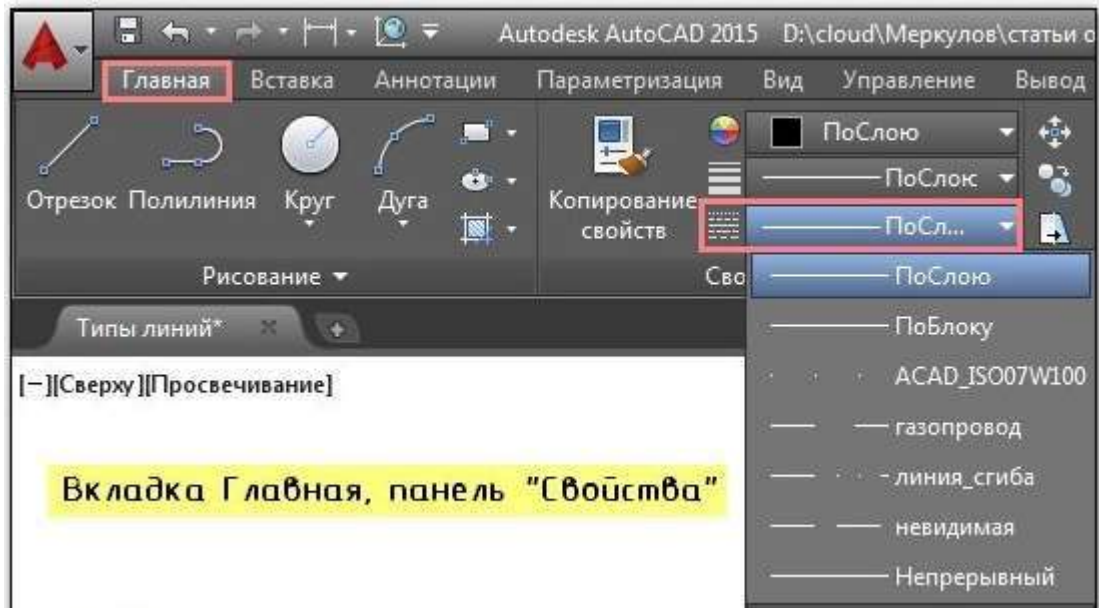 Autodesk AutoCAD 2015 D:\cloud\Меркулов\статьи о
Главная Вставка Аннотации Параметризация Вид Управление Вывод
ПоСлою
ПоСлою
Отрезок Полилиния Круг Дуга Копирование свойств
ПоСл...
Рисование Сво
ПоСлою
Типы линий*
ПоБлоку
[−][Сверху][Просвечивание]
ACAD_ISO07W100
газопровод
линия_сгиба
Вкладка Главная, панель "Свойства"
невидимая
Непрерывный